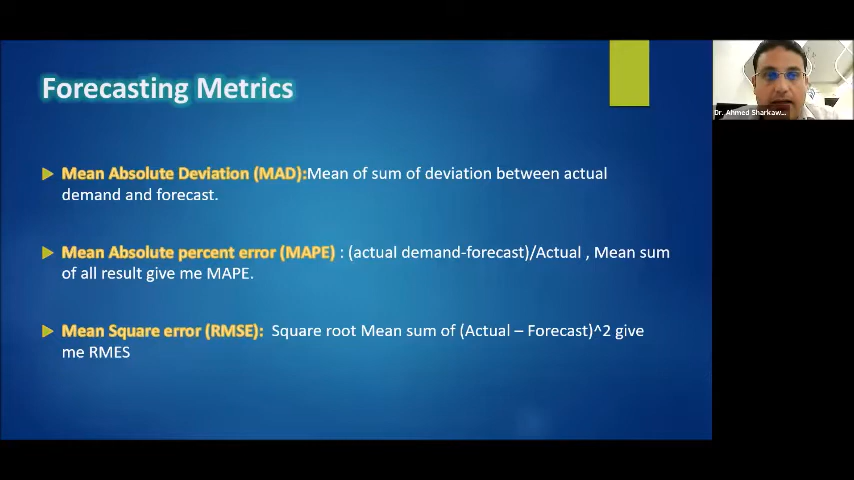 Forecasting Metrics
Dr. Ahmed Sharkaw...
Mean Absolute Deviation (MAD):Mean of sum of deviation between actual
demand and forecast.
Mean Absolute percent error (MAPE) : (actual demand-forecast)/Actual , Mean sum
of all result give me MAPE.
Mean Square error (RMSE): Square root Mean sum of (Actual – Forecast)^2 give
me RMES